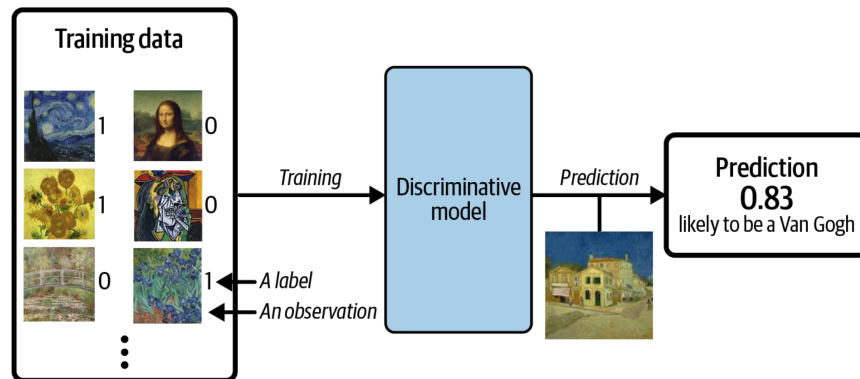 Training data
1
0
1
0
0
1
A label
An observation
Training
Discriminative
model
Prediction
Prediction
0.83
likely to be a Van Gogh